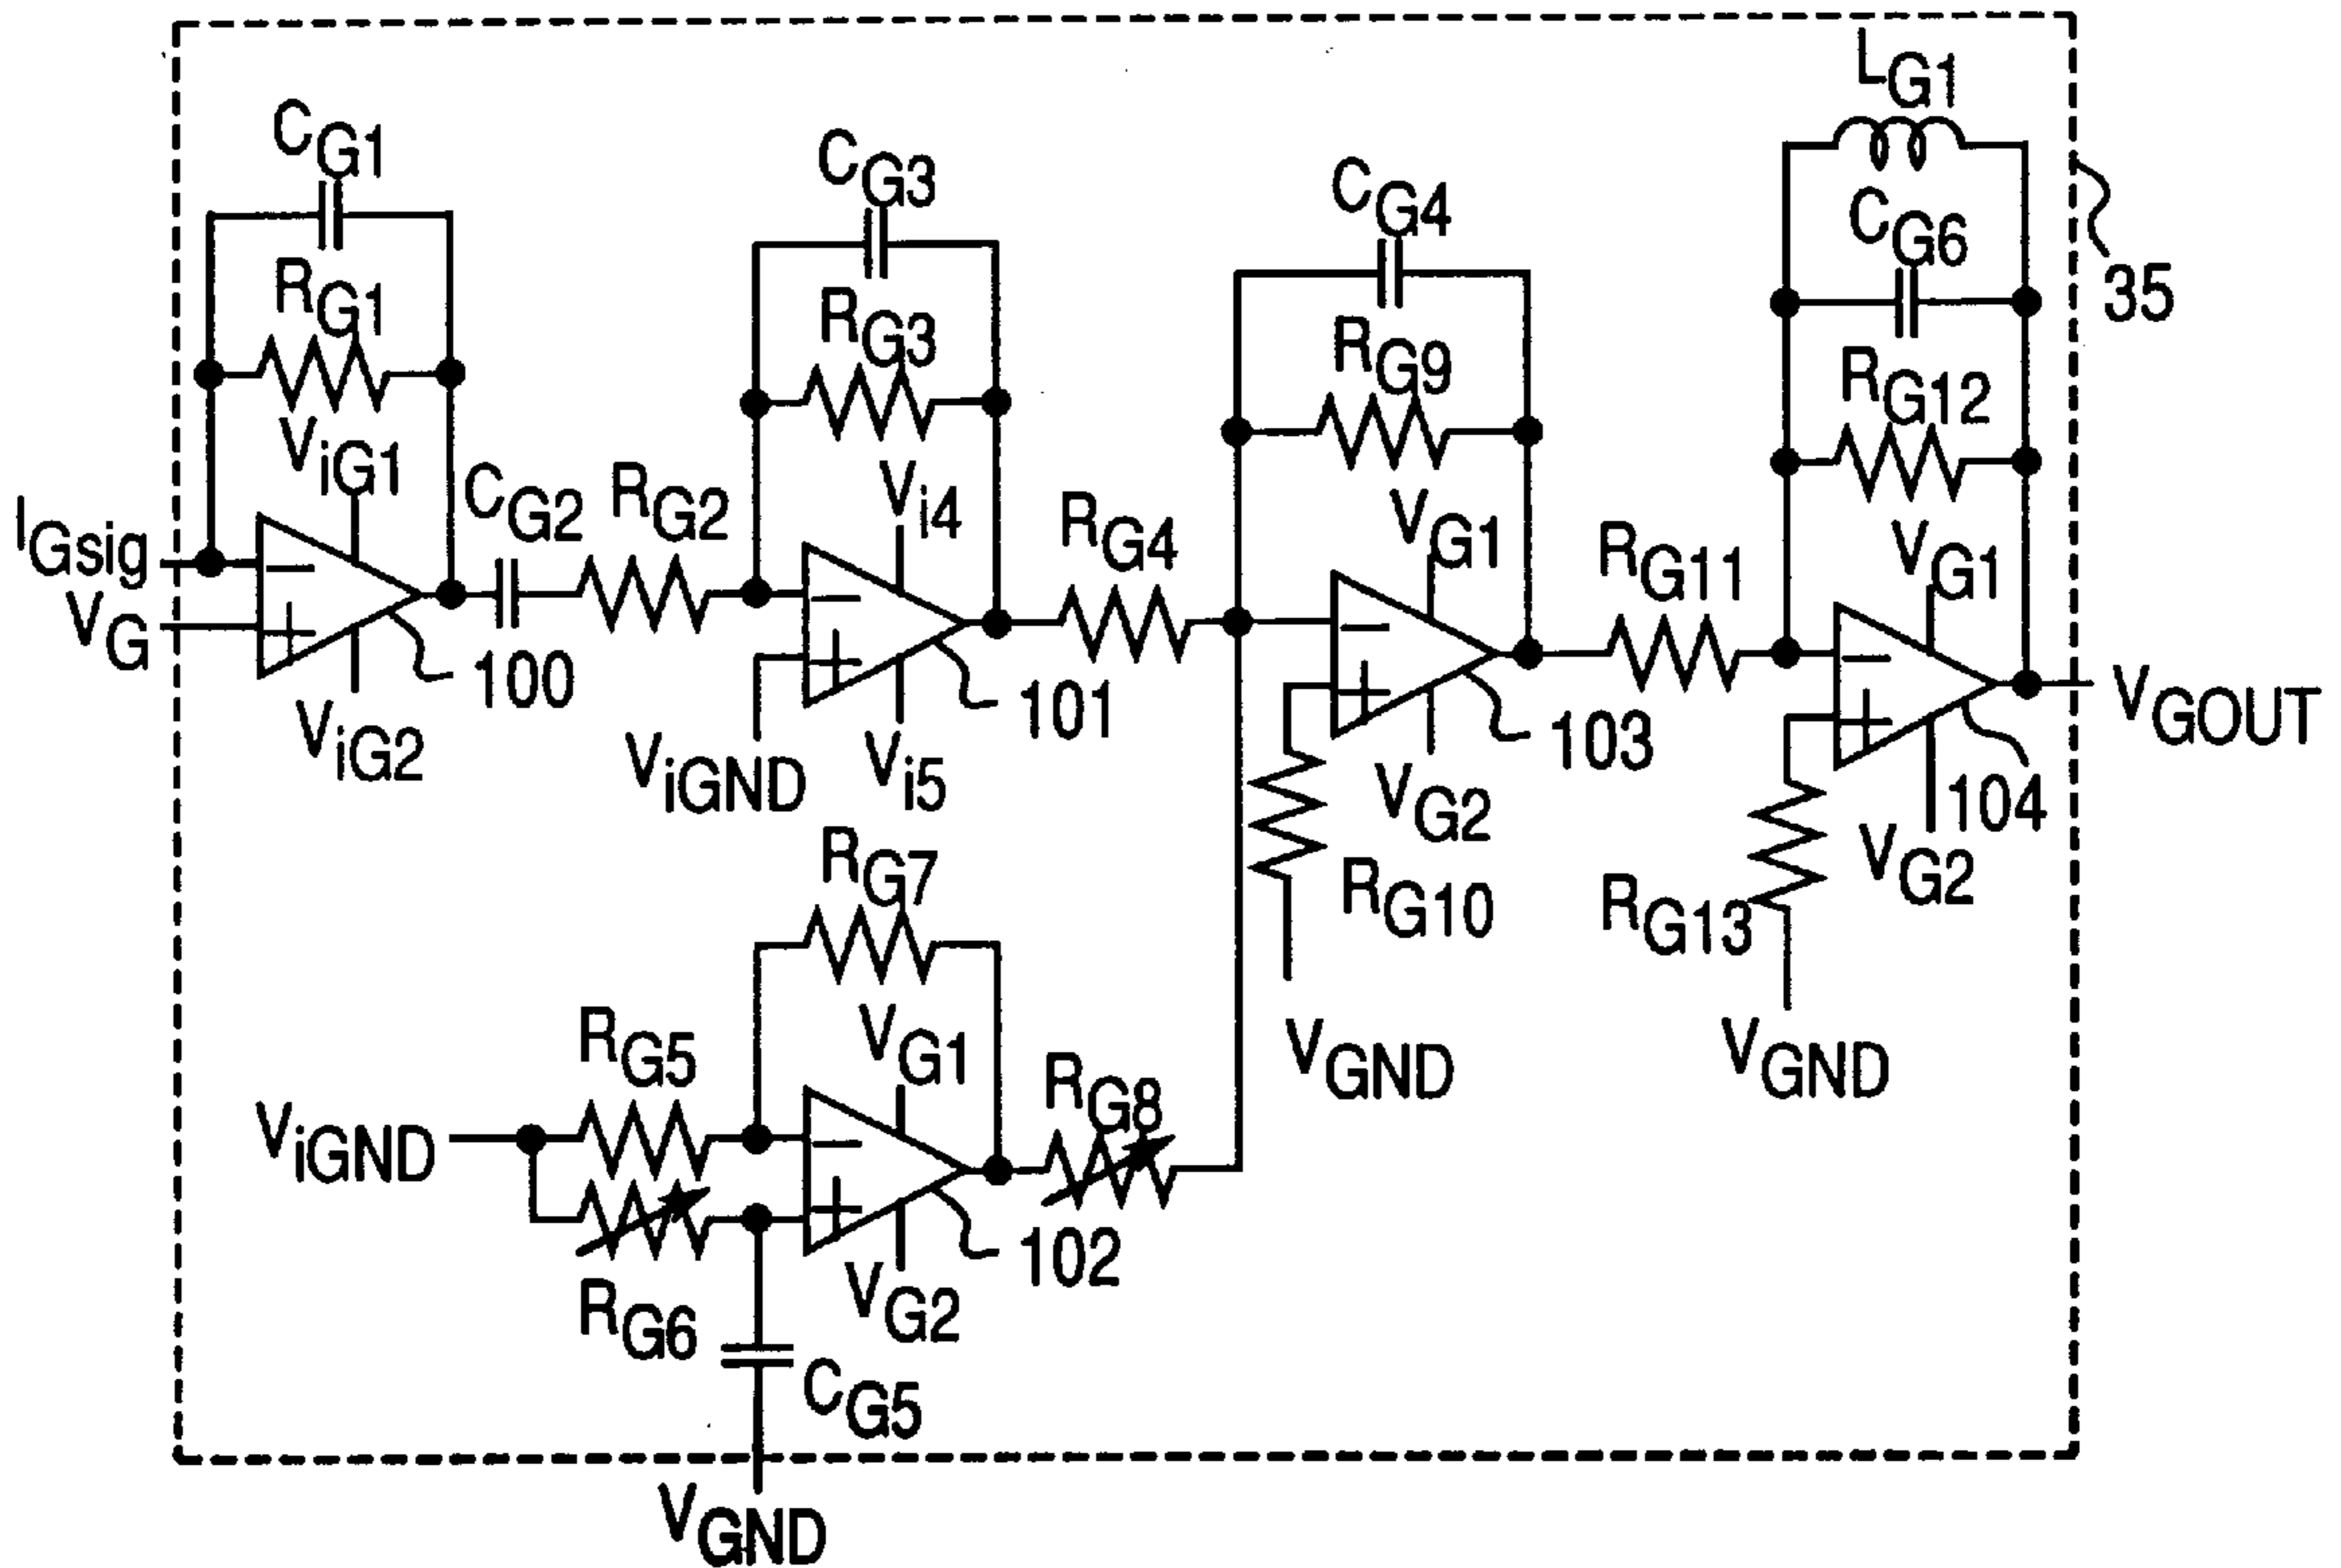 LG1
CG1
CG3
CG4
CG6
35
RG1
RG3
RG9
RG12
ViG1
Vi4
VG1
VG1
CG2
RG2
RG4
RG11
IGsig
VG
100
101
103
104
VGOUT
ViG2
ViGND
Vi5
VG2
VG2
RG10
RG13
VGND
VGND
RG7
VG1
RG5
RG8
ViGND
102
RG6
VG2
CG5
VGND